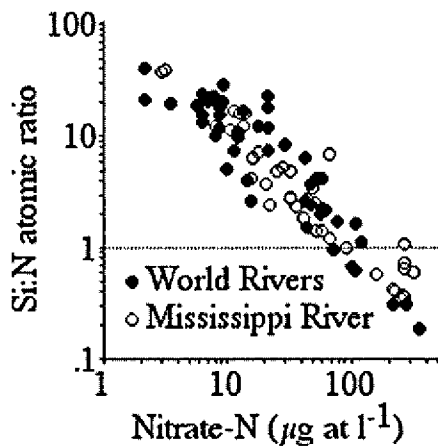 100
10
1
.1
Si:N atomic ratio
● World Rivers
○ Mississippi River
1 10 100
Nitrate-N (µg at l⁻¹)